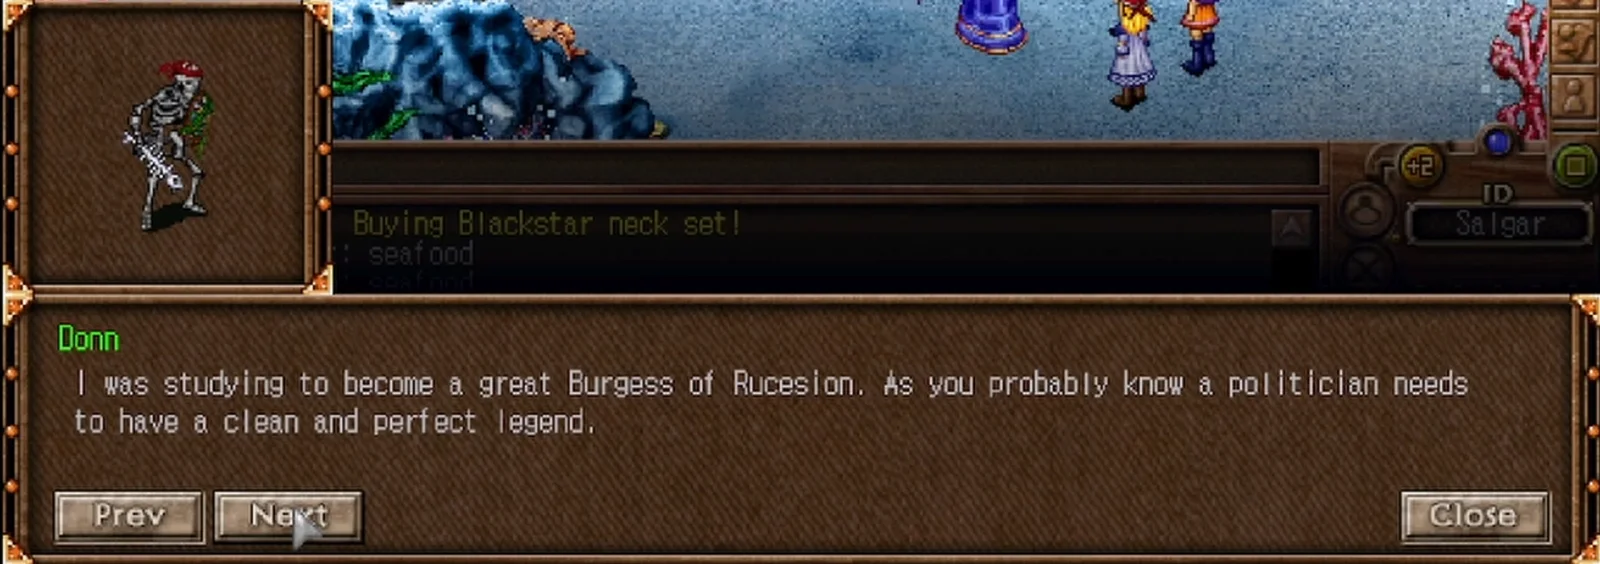 +2
ID
Buying Blackstar neck set!
Salgar
: seafood
seafood
Donn
I was studying to become a great Burgess of Rucesion. As you probably know a politician needs
to have a clean and perfect legend.
Prev Next Close